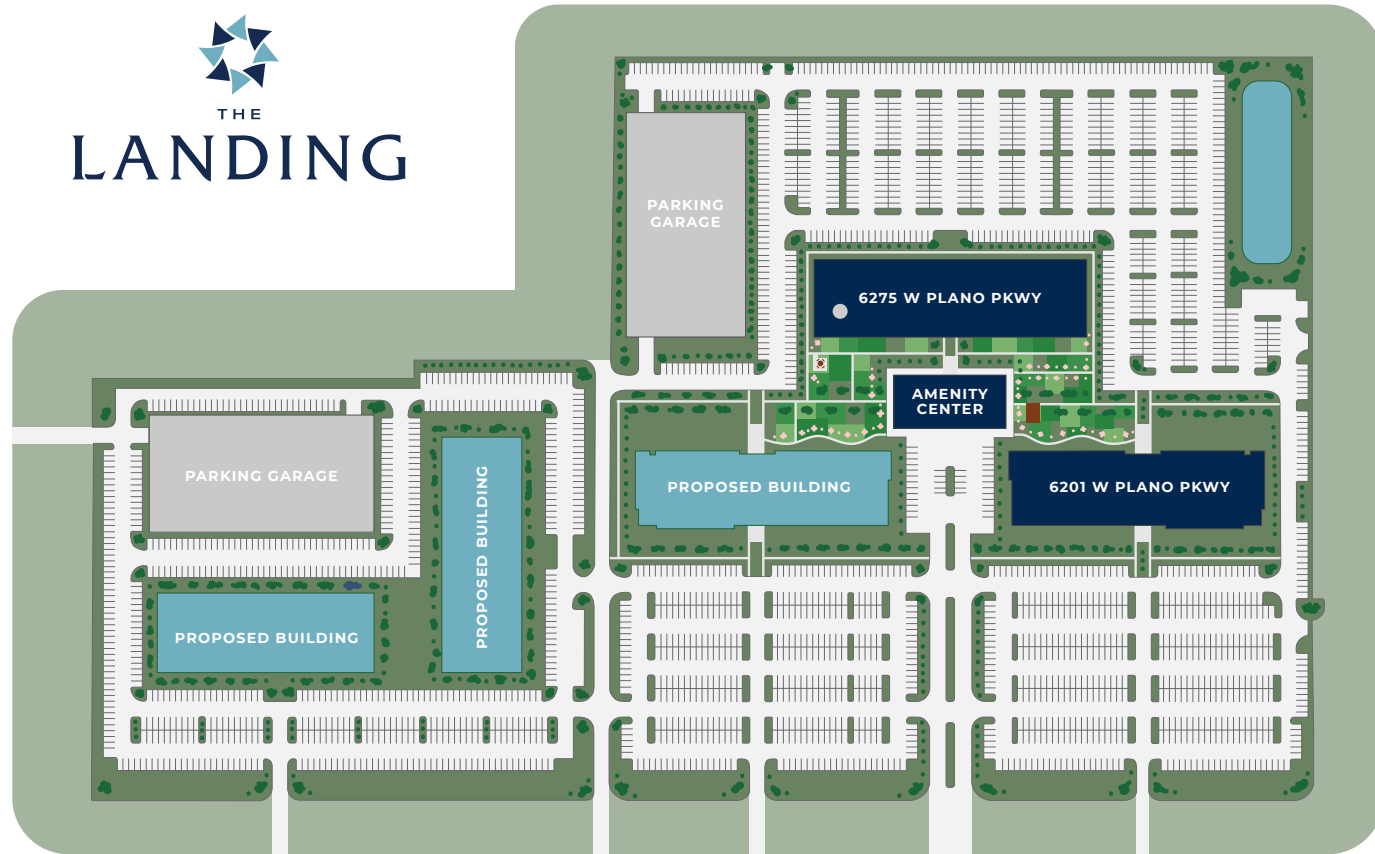 THE
LANDING
PARKING
GARAGE
6275 W PLANO PKWY
AMENITY
CENTER
PARKING GARAGE
PROPOSED BUILDING
PROPOSED BUILDING
6201 W PLANO PKWY
PROPOSED BUILDING